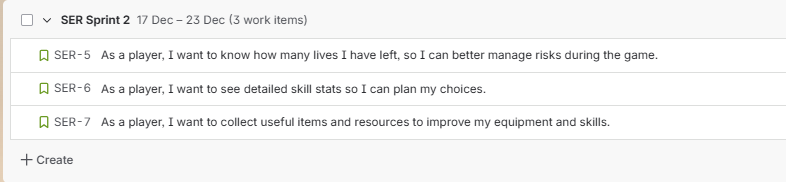 SER Sprint 2 17 Dec – 23 Dec (3 work items)
SER-5 As a player, I want to know how many lives I have left, so I can better manage risks during the game.
SER-6 As a player, I want to see detailed skill stats so I can plan my choices.
SER-7 As a player, I want to collect useful items and resources to improve my equipment and skills.
Create